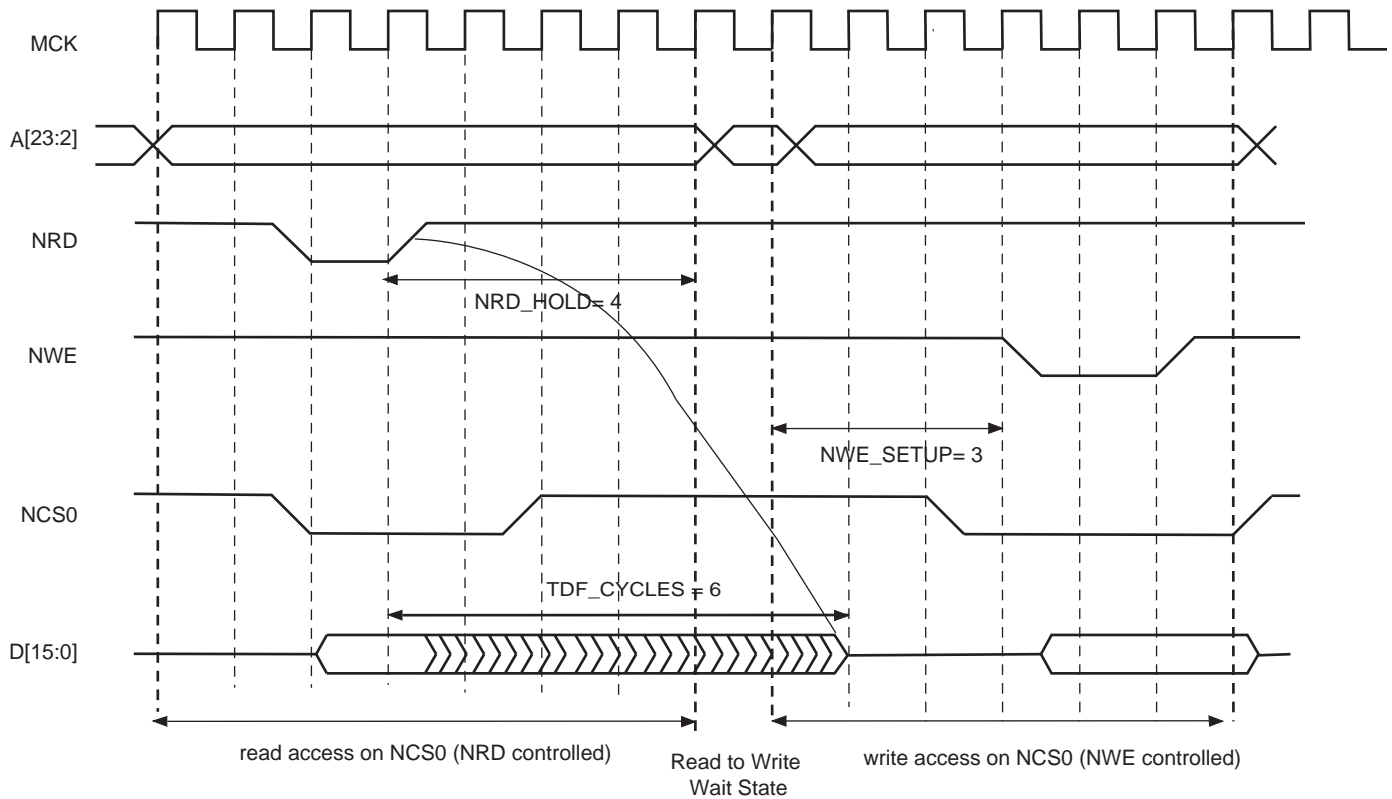 MCK
A[23:2]
NRD
NRD_HOLD= 4
NWE
NWE_SETUP= 3
NCS0
TDF_CYCLES = 6
D[15:0]
read access on NCS0 (NRD controlled)
Read to Write
Wait State
write access on NCS0 (NWE controlled)